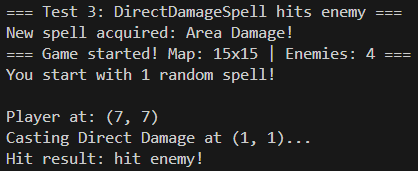 === Test 3: DirectDamageSpell hits enemy ===
New spell acquired: Area Damage!
=== Game started! Map: 15x15 | Enemies: 4 ===
You start with 1 random spell!
Player at: (7, 7)
Casting Direct Damage at (1, 1)...
Hit result: hit enemy!